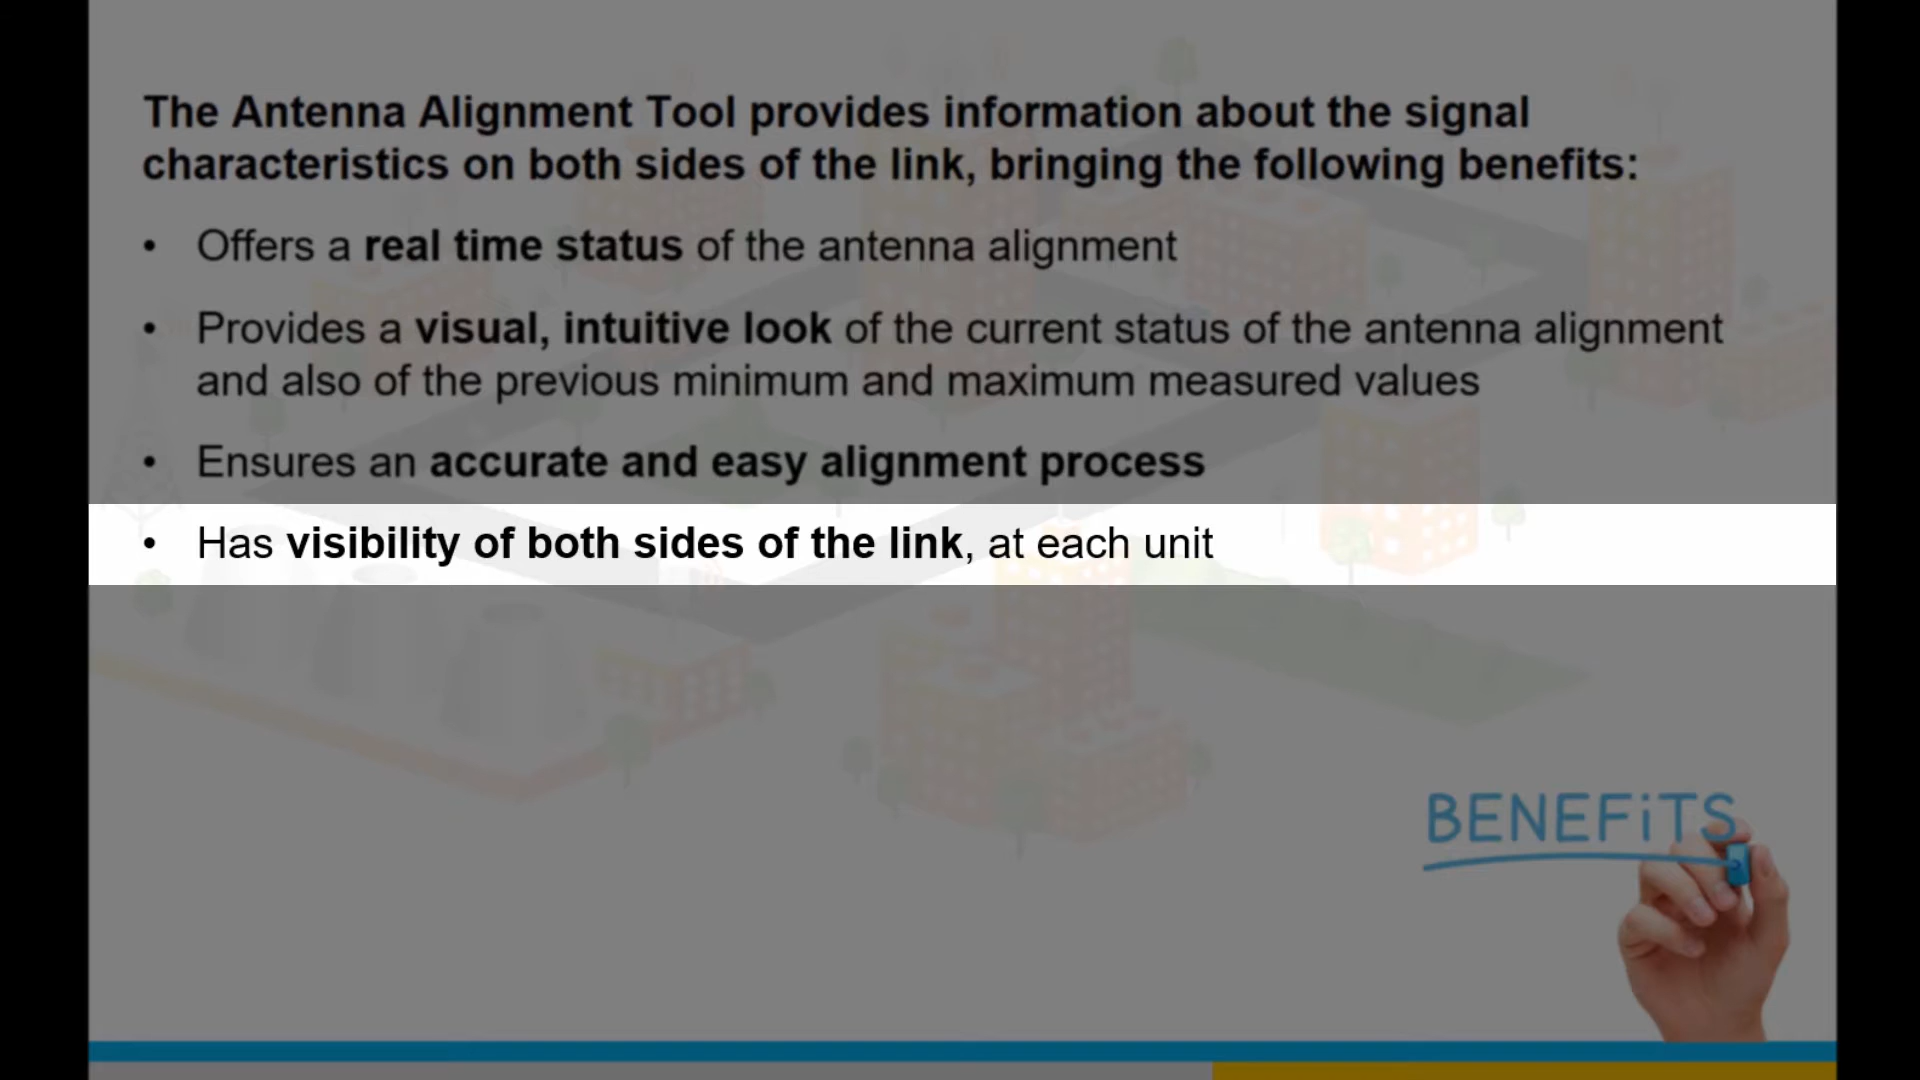 The Antenna Alignment Tool provides information about the signal
characteristics on both sides of the link, bringing the following benefits:
• Offers a real time status of the antenna alignment
• Provides a visual, intuitive look of the current status of the antenna alignment
and also of the previous minimum and maximum measured values
• Ensures an accurate and easy alignment process
• Has visibility of both sides of the link, at each unit
BENEFiTS